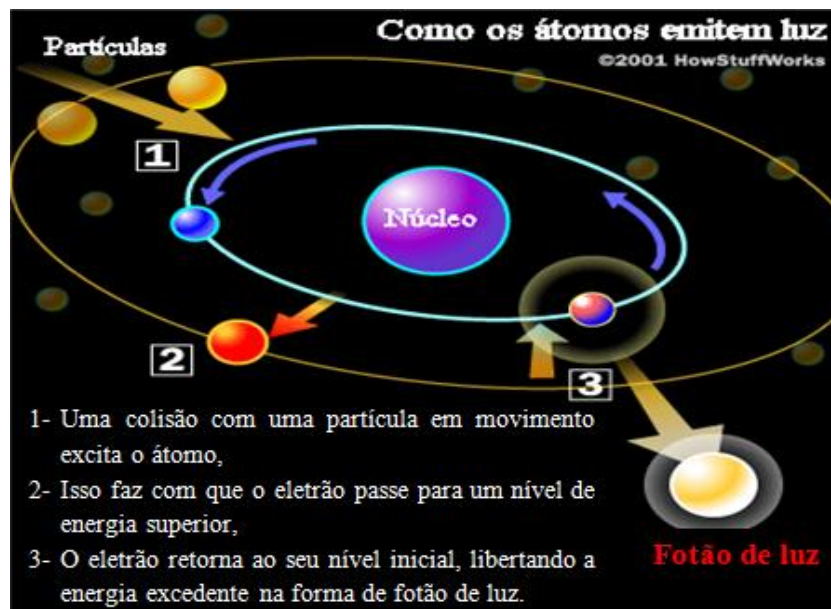 Como os átomos emitem luz
©2001 HowStuffWorks
Partículas
1
Núcleo
2
3
1- Uma colisão com uma partícula em movimento
excita o átomo,
2- Isso faz com que o eletrão passe para um nível de
energia superior,
3- O eletrão retorna ao seu nível inicial, libertando a
energia excedente na forma de fotão de luz.
Fotão de luz